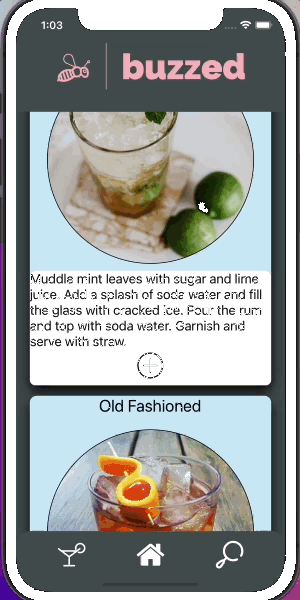 1:03
buzzed
Muddle mint leaves with sugar and lime
juice. Add a splash of soda water and fill
the glass with cracked ice. Pour the rum
and top with soda water. Garnish and
serve with straw.
Old Fashioned